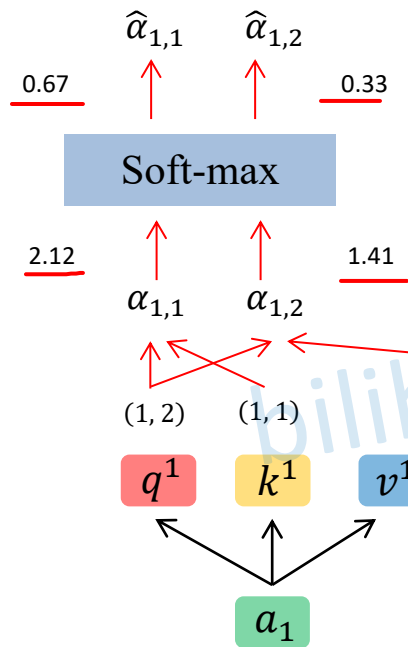 α̂₁,₁ α̂₁,₂
0.67 0.33
Soft-max
2.12 1.41
α₁,₁ α₁,₂
(1, 2) (1, 1)
bilib
q¹ k¹ v¹
a₁